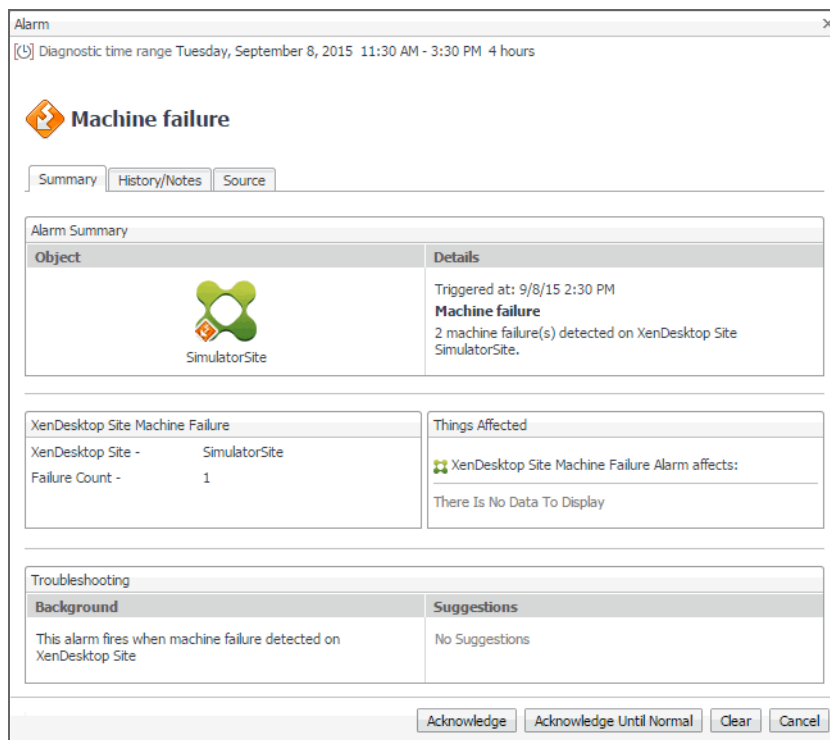 Alarm
Diagnostic time range Tuesday, September 8, 2015 11:30 AM - 3:30 PM 4 hours
Machine failure
Summary History/Notes Source
Alarm Summary
Object Details
SimulatorSite
Triggered at: 9/8/15 2:30 PM
Machine failure
2 machine failure(s) detected on XenDesktop Site
SimulatorSite.
XenDesktop Site Machine Failure
XenDesktop Site - SimulatorSite
Failure Count - 1
Things Affected
XenDesktop Site Machine Failure Alarm affects:
There Is No Data To Display
Troubleshooting
Background Suggestions
This alarm fires when machine failure detected on
XenDesktop Site
No Suggestions
Acknowledge Acknowledge Until Normal Clear Cancel